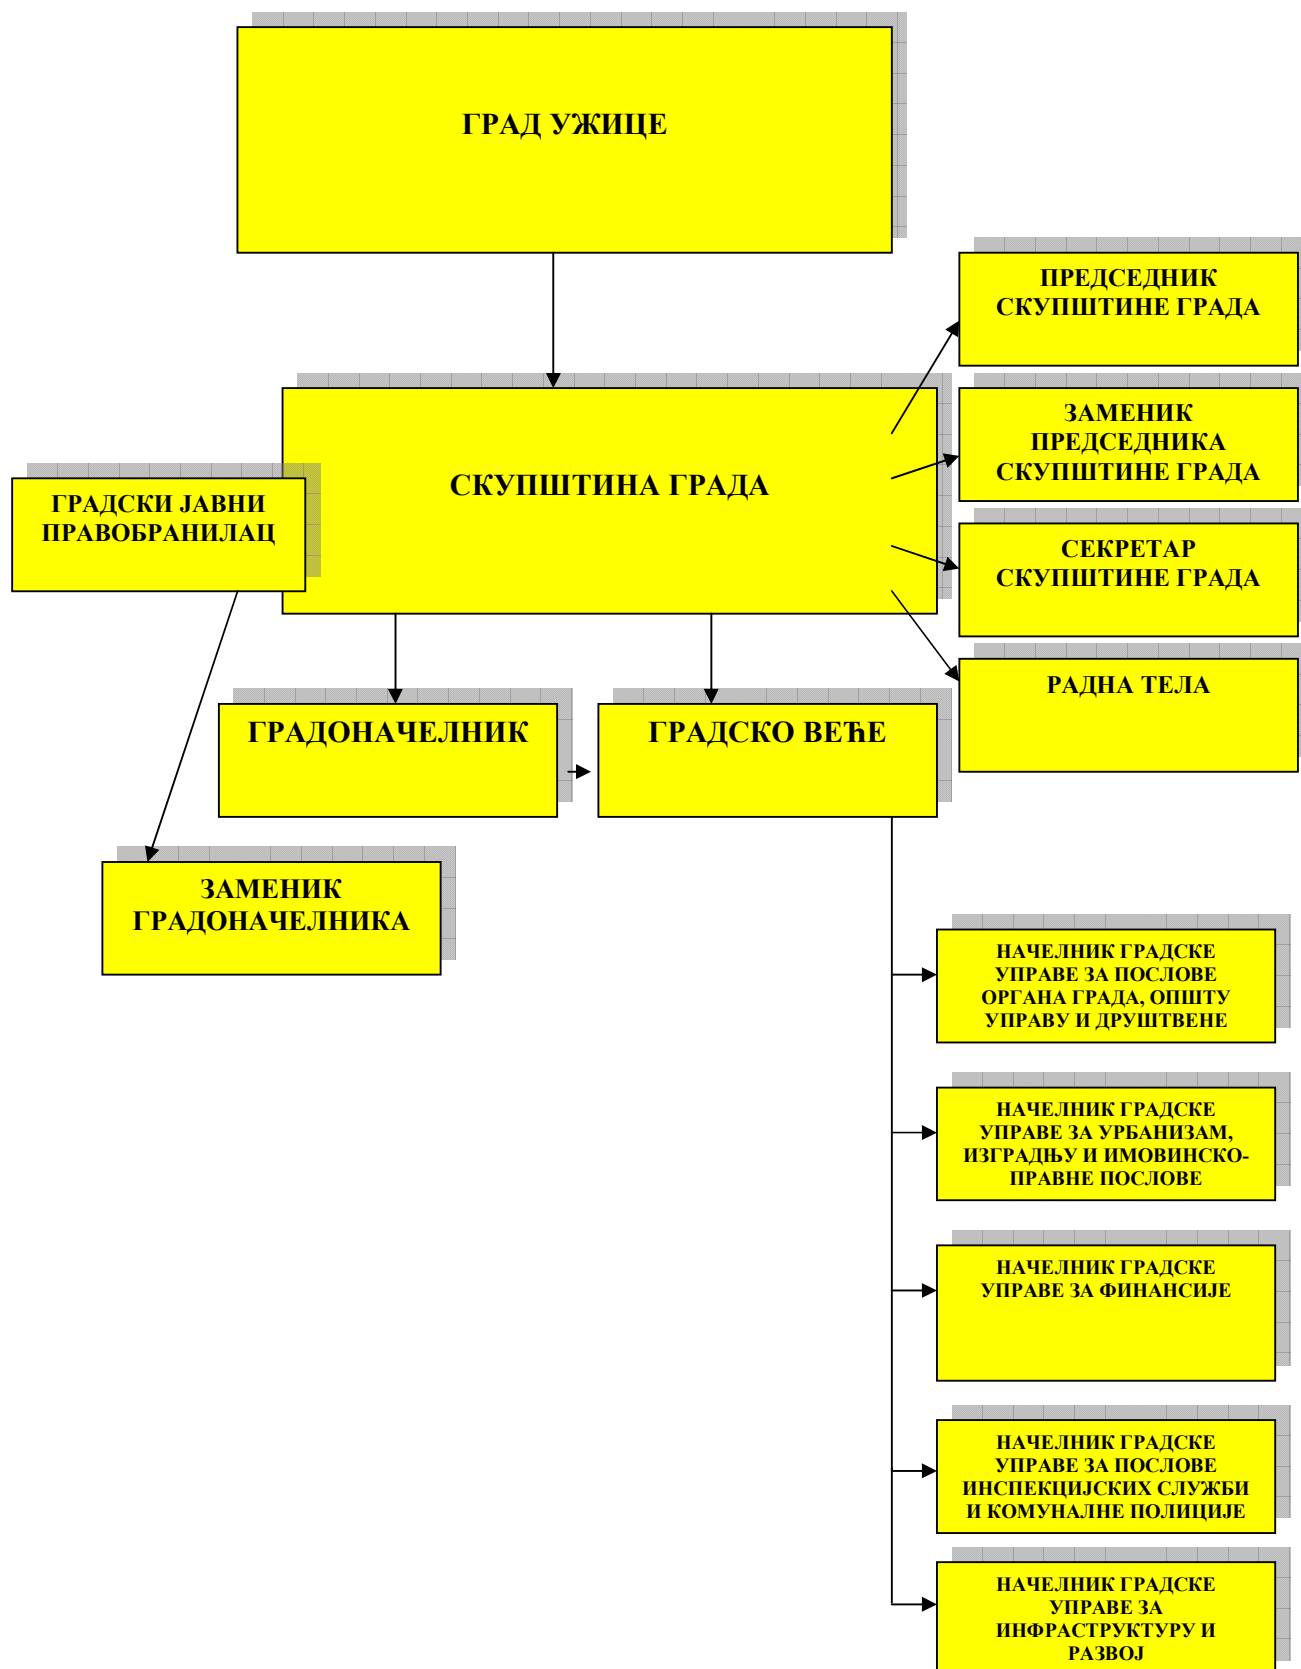 ГРАД УЖИЦЕ
ПРЕДСЕДНИК
СКУПШТИНЕ ГРАДА
ЗАМЕНИК
ПРЕДСЕДНИКА
СКУПШТИНЕ ГРАДА
СКУПШТИНА ГРАДА
ГРАДСКИ ЈАВНИ
ПРАВОБРАНИЛАЦ
СЕКРЕТАР
СКУПШТИНЕ ГРАДА
РАДНА ТЕЛА
ГРАДОНАЧЕЛНИК
ГРАДСКО ВЕЋЕ
ЗАМЕНИК
ГРАДОНАЧЕЛНИКА
НАЧЕЛНИК ГРАДСКЕ
УПРАВЕ ЗА ПОСЛОВЕ
ОРГАНА ГРАДА, ОПШТУ
УПРАВУ И ДРУШТВЕНЕ
НАЧЕЛНИК ГРАДСКЕ
УПРАВЕ ЗА УРБАНИЗАМ,
ИЗГРАДЊУ И ИМОВИНСКО-
ПРАВНЕ ПОСЛОВЕ
НАЧЕЛНИК ГРАДСКЕ
УПРАВЕ ЗА ФИНАНСИЈЕ
НАЧЕЛНИК ГРАДСКЕ
УПРАВЕ ЗА ПОСЛОВЕ
ИНСПЕКЦИЈСКИХ СЛУЖБИ
И КОМУНАЛНЕ ПОЛИЦИЈЕ
НАЧЕЛНИК ГРАДСКЕ
УПРАВЕ ЗА
ИНФРАСТРУКТУРУ И
РАЗВОЈ